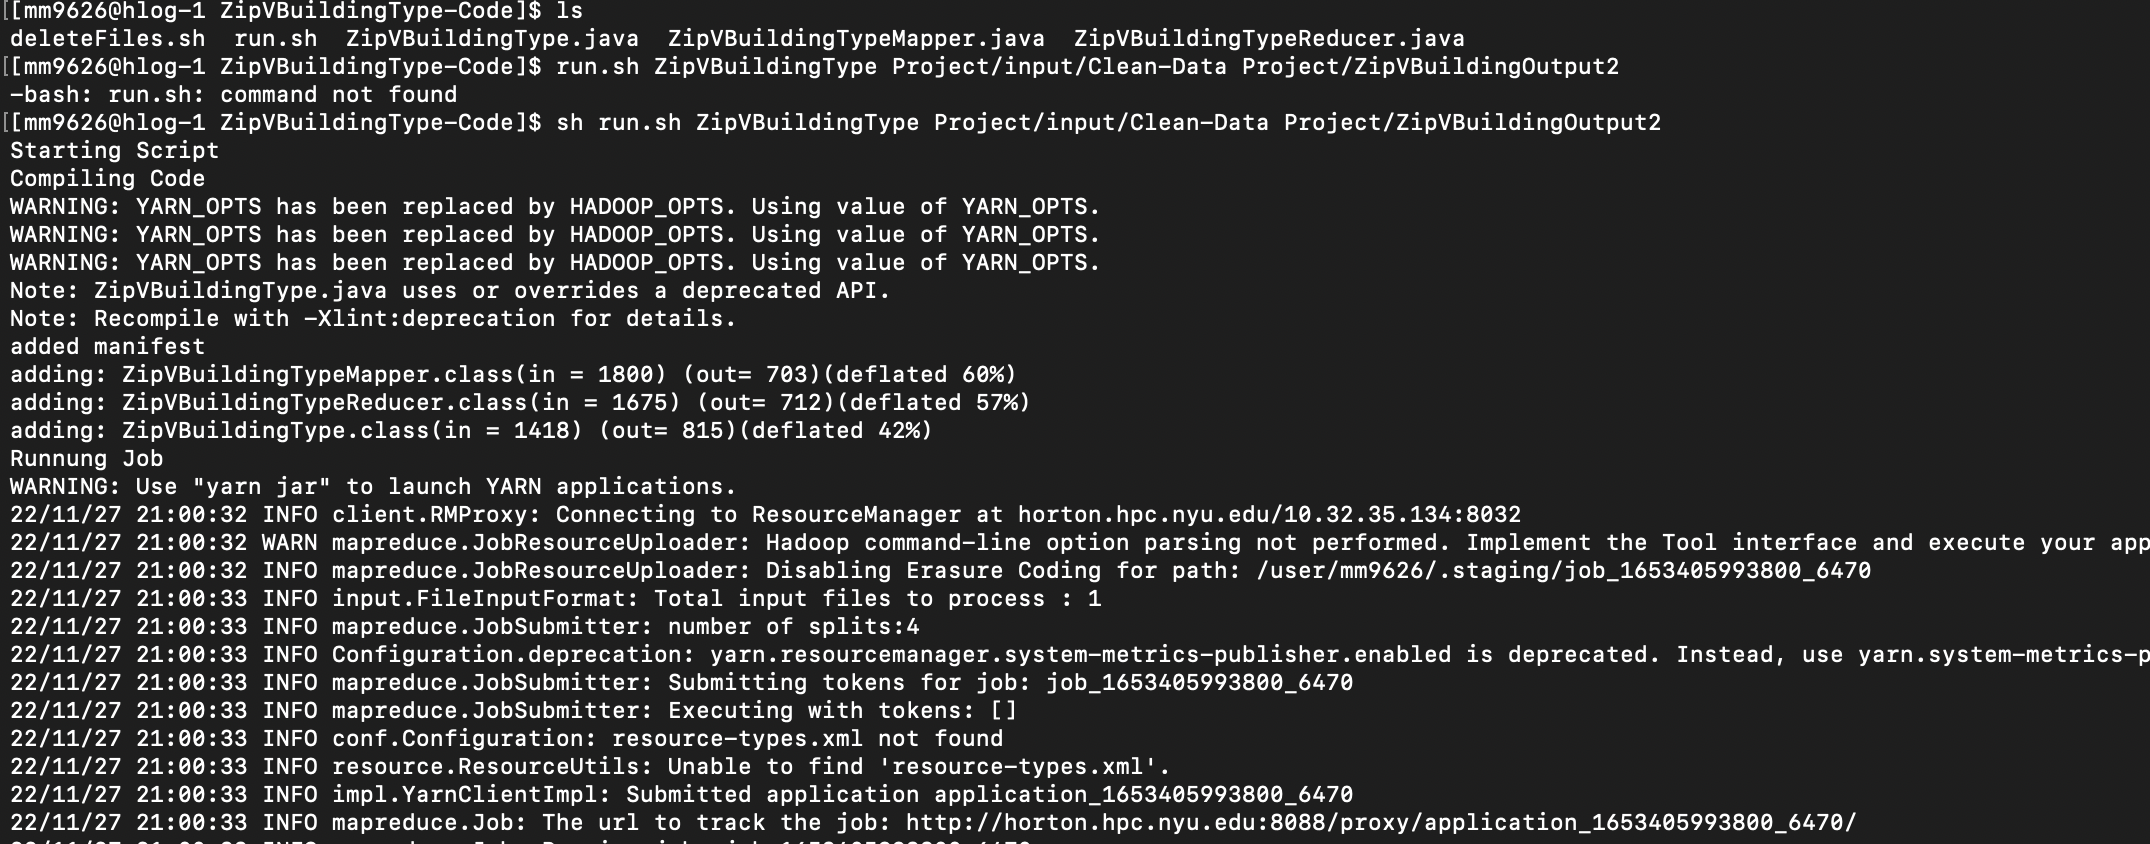 [[mm9626@hlog-1 ZipVBuildingType-Code]$ ls
deleteFiles.sh  run.sh  ZipVBuildingType.java  ZipVBuildingTypeMapper.java  ZipVBuildingTypeReducer.java
[[mm9626@hlog-1 ZipVBuildingType-Code]$ run.sh ZipVBuildingType Project/input/Clean-Data Project/ZipVBuildingOutput2
-bash: run.sh: command not found
[[mm9626@hlog-1 ZipVBuildingType-Code]$ sh run.sh ZipVBuildingType Project/input/Clean-Data Project/ZipVBuildingOutput2
Starting Script
Compiling Code
WARNING: YARN_OPTS has been replaced by HADOOP_OPTS. Using value of YARN_OPTS.
WARNING: YARN_OPTS has been replaced by HADOOP_OPTS. Using value of YARN_OPTS.
WARNING: YARN_OPTS has been replaced by HADOOP_OPTS. Using value of YARN_OPTS.
Note: ZipVBuildingType.java uses or overrides a deprecated API.
Note: Recompile with -Xlint:deprecation for details.
added manifest
adding: ZipVBuildingTypeMapper.class(in = 1800) (out= 703)(deflated 60%)
adding: ZipVBuildingTypeReducer.class(in = 1675) (out= 712)(deflated 57%)
adding: ZipVBuildingType.class(in = 1418) (out= 815)(deflated 42%)
Runnung Job
WARNING: Use "yarn jar" to launch YARN applications.
22/11/27 21:00:32 INFO client.RMProxy: Connecting to ResourceManager at horton.hpc.nyu.edu/10.32.35.134:8032
22/11/27 21:00:32 WARN mapreduce.JobResourceUploader: Hadoop command-line option parsing not performed. Implement the Tool interface and execute your app
22/11/27 21:00:32 INFO mapreduce.JobResourceUploader: Disabling Erasure Coding for path: /user/mm9626/.staging/job_1653405993800_6470
22/11/27 21:00:33 INFO input.FileInputFormat: Total input files to process : 1
22/11/27 21:00:33 INFO mapreduce.JobSubmitter: number of splits:4
22/11/27 21:00:33 INFO Configuration.deprecation: yarn.resourcemanager.system-metrics-publisher.enabled is deprecated. Instead, use yarn.system-metrics-p
22/11/27 21:00:33 INFO mapreduce.JobSubmitter: Submitting tokens for job: job_1653405993800_6470
22/11/27 21:00:33 INFO mapreduce.JobSubmitter: Executing with tokens: []
22/11/27 21:00:33 INFO conf.Configuration: resource-types.xml not found
22/11/27 21:00:33 INFO resource.ResourceUtils: Unable to find 'resource-types.xml'.
22/11/27 21:00:33 INFO impl.YarnClientImpl: Submitted application application_1653405993800_6470
22/11/27 21:00:33 INFO mapreduce.Job: The url to track the job: http://horton.hpc.nyu.edu:8088/proxy/application_1653405993800_6470/